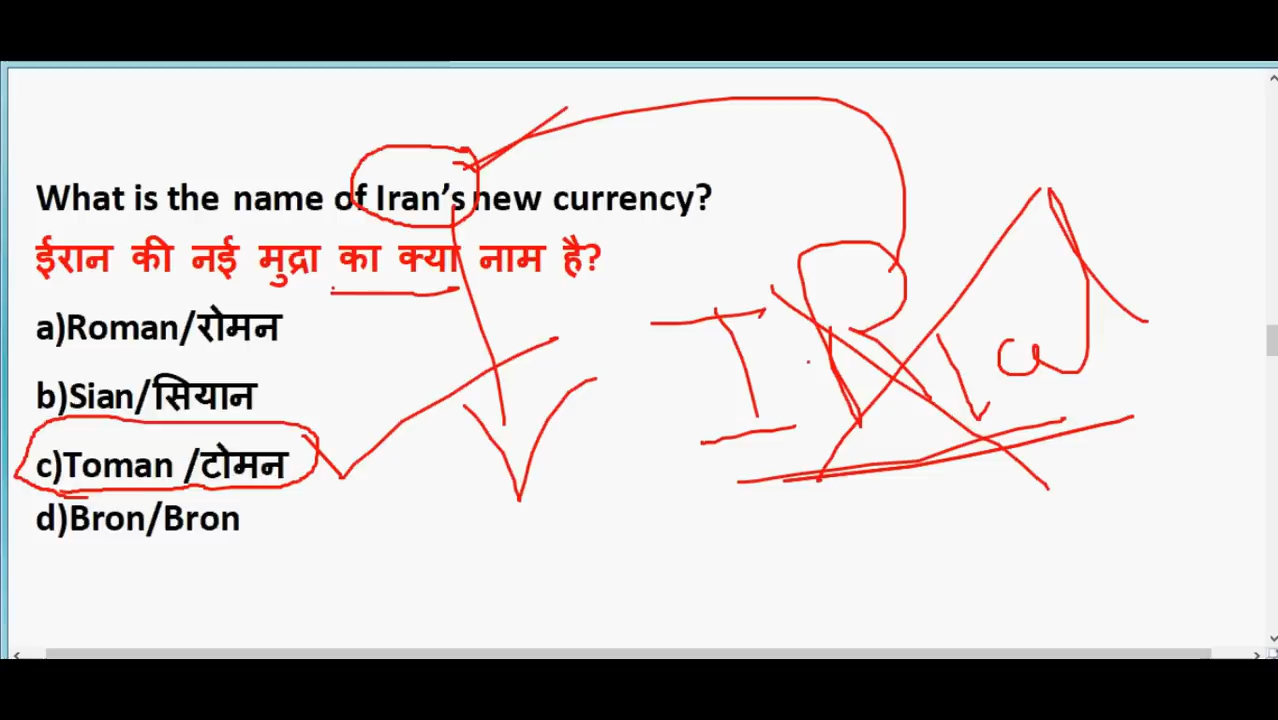 What is the name of Iran's new currency?
ईरान की नई मुद्रा का क्या नाम है?
a)Roman/रोमन
b)Sian/सियान
c)Toman /टोमन
d)Bron/Bron